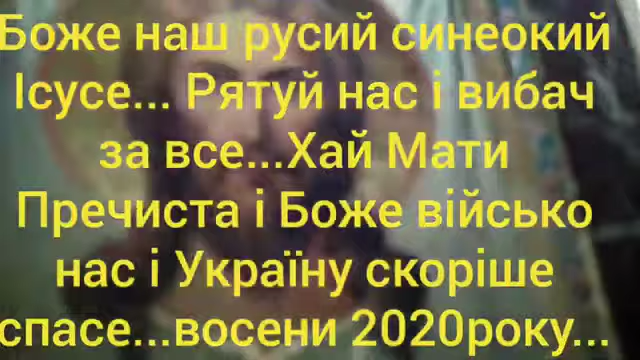 Боже наш русий синеокий
Ісусе... Рятуй нас і вибач
за все...Хай Мати
Пречиста і Боже військо
нас і Україну скоріше
спасе...восени 2020року...